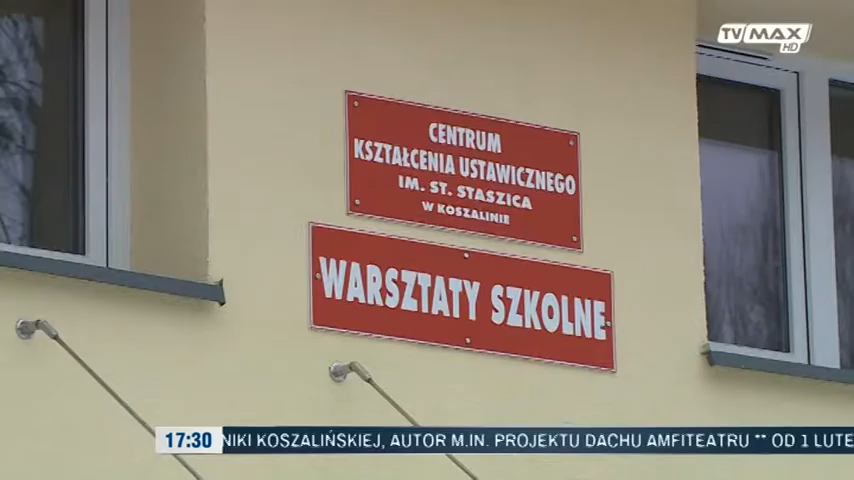 TV MAX
HD
CENTRUM
KSZTAŁCENIA USTAWICZNEGO
IM. ST. STASZICA
W KOSZALINIE
WARSZTATY SZKOLNE
17:30 NIKI KOSZALIŃSKIEJ, AUTOR M.IN. PROJEKTU DACHU AMFITEATRU ** OD 1 LUTE